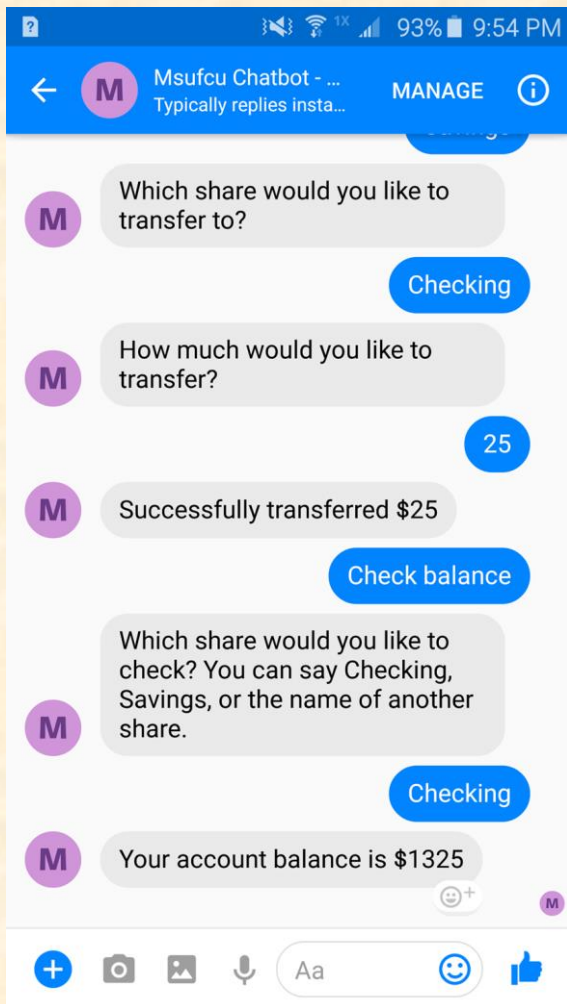 1X 93% 9:54 PM
M Msufcu Chatbot - ... MANAGE
Typically replies insta...
Which share would you like to
transfer to?
M
Checking
How much would you like to
transfer?
M
25
M Successfully transferred $25
Check balance
Which share would you like to
check? You can say Checking,
Savings, or the name of another
share.
M
Checking
M Your account balance is $1325
M
Aa